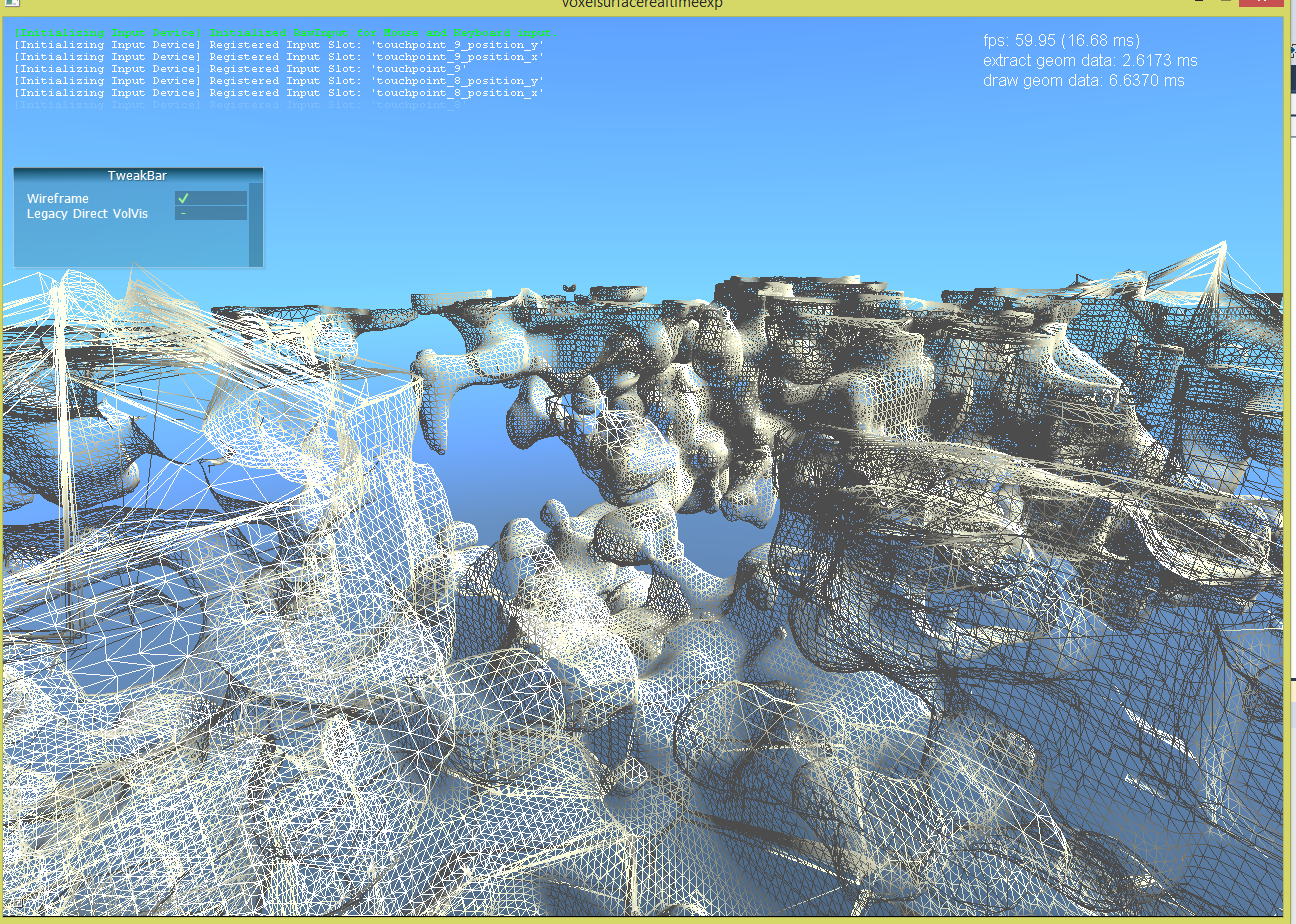 voxelsurfacerealtimeexp
[Initializing Input Device] Registered Input Slot: 'touchpoint_9_position_y'
[Initializing Input Device] Registered Input Slot: 'touchpoint_9_position_x'
[Initializing Input Device] Registered Input Slot: 'touchpoint_9'
[Initializing Input Device] Registered Input Slot: 'touchpoint_8_position_y'
[Initializing Input Device] Registered Input Slot: 'touchpoint_8_position_x'
[Initializing Input Device] Registered Input Slot:
fps: 59.95 (16.68 ms)
extract geom data: 2.6173 ms
draw geom data: 6.6370 ms
TweakBar
Wireframe
Legacy Direct VolVis -